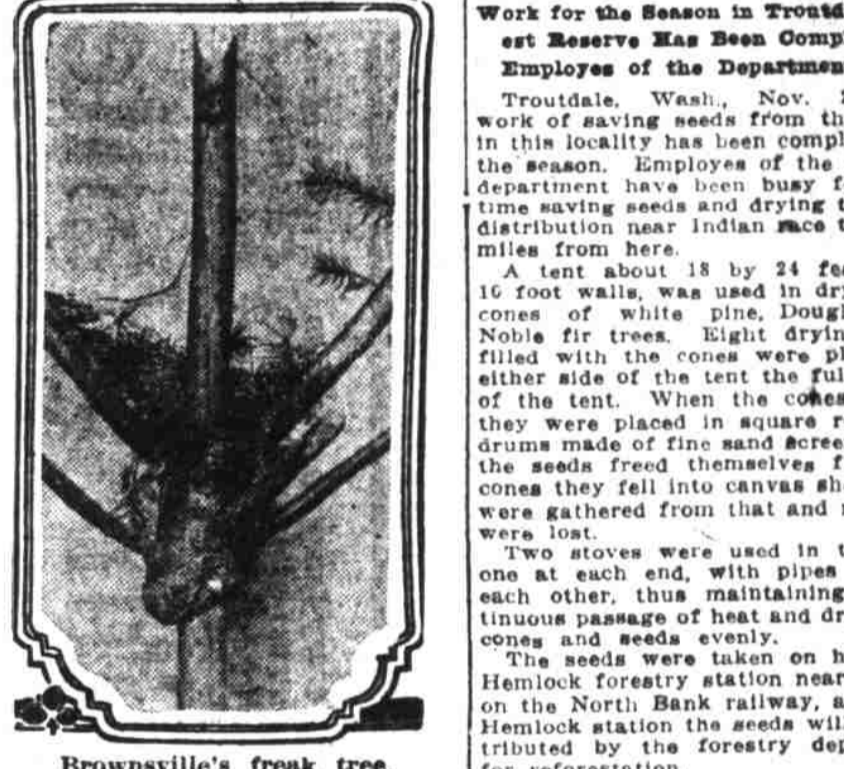 Brownsville's freak tree
Work for the Season in Troutd
est Reserve Has Been Comp
Employes of the Departmen
Troutdale, Wash., Nov.
work of saving seeds from th
in this locality has been compl
the season. Employes of the
department have been busy f
time saving seeds and drying t
distribution near Indian race t
miles from here.
A tent about 18 by 24 fee
10 foot walls, was used in dry
cones of white pine, Dougl
Noble fir trees. Eight dryin
filled with the cones were pl
either side of the tent the ful
of the tent. When the cones
they were placed in square r
drums made of fine sand scree
the seeds freed themselves f
cones they fell into canvas she
were gathered from that and n
were lost.
Two stoves were used in t
one at each end, with pipes
each other, thus maintaining
tinuous passage of heat and dr
cones and seeds evenly.
The seeds were taken on h
Hemlock forestry station near
on the North Bank railway, a
Hemlock station the seeds will
tributed by the forestry dep
for reforestation